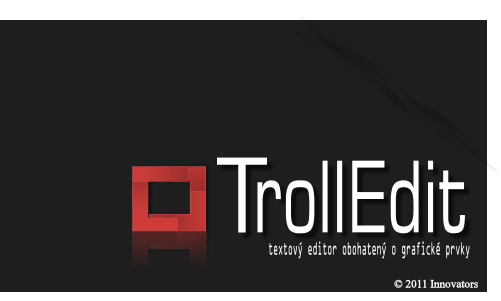 TrollEdit
textový editor obohatený o grafické prvky
© 2011 Innovators